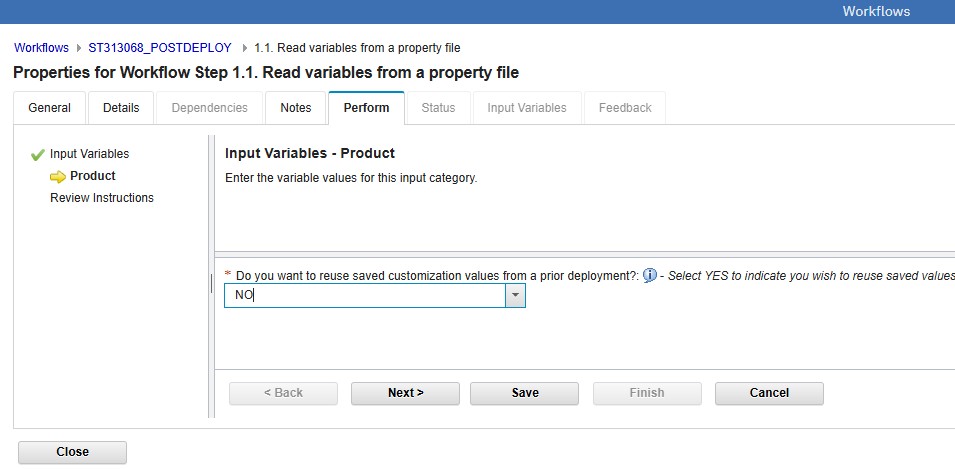 Workflows
Workflows ST313068_POSTDEPLOY 1.1. Read variables from a property file
Properties for Workflow Step 1.1. Read variables from a property file
General Details Dependencies Notes Perform Status Input Variables Feedback
Input Variables
Product
Review Instructions
Input Variables - Product
Enter the variable values for this input category.
* Do you want to reuse saved customization values from a prior deployment?: - Select YES to indicate you wish to reuse saved values
NO
< Back Next > Save Finish Cancel
Close